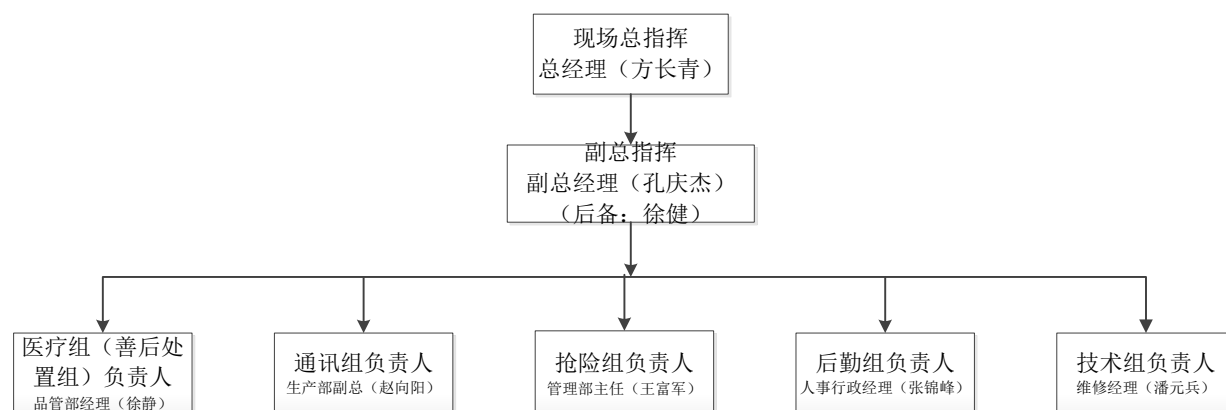 现场总指挥
总经理（方长青）
副总指挥
副总经理（孔庆杰）
（后备：徐健）
医疗组（善后处
置组）负责人
品管部经理（徐静）
通讯组负责人
生产部副总（赵向阳）
抢险组负责人
管理部主任（王富军）
后勤组负责人
人事行政经理（张锦峰）
技术组负责人
维修经理（潘元兵）